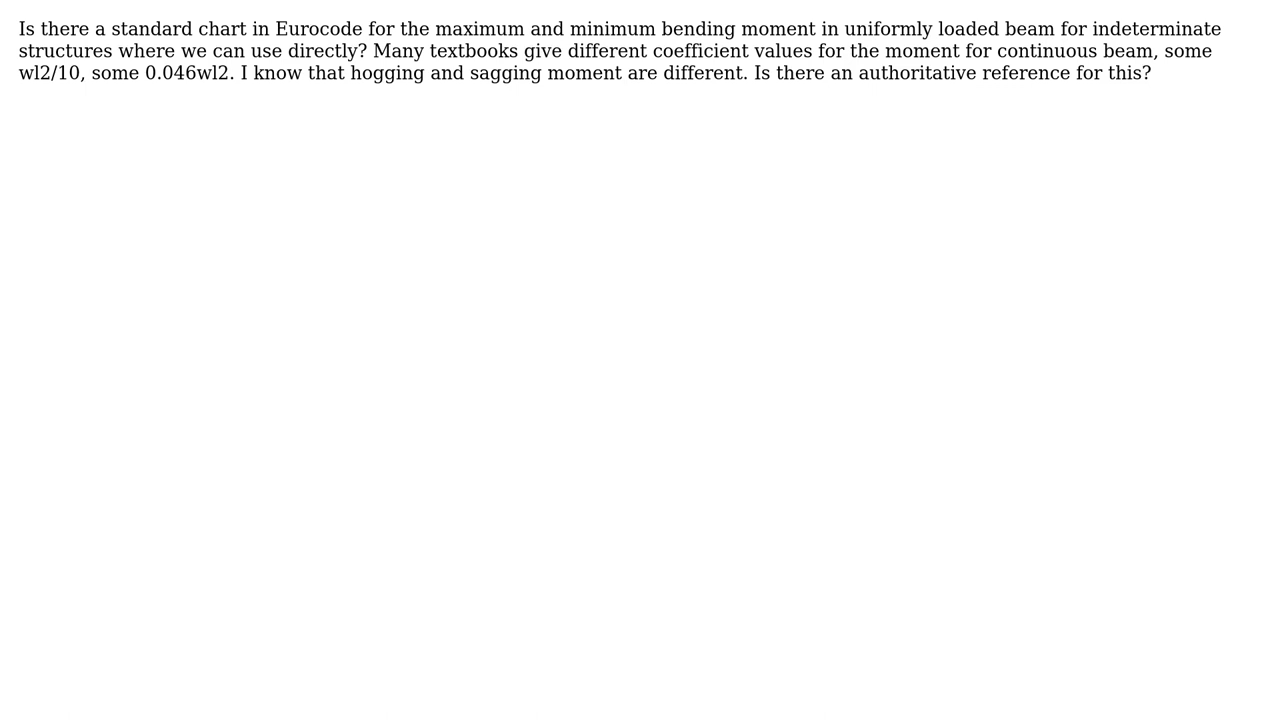 Is there a standard chart in Eurocode for the maximum and minimum bending moment in uniformly loaded beam for indeterminate
structures where we can use directly? Many textbooks give different coefficient values for the moment for continuous beam, some
wl2/10, some 0.046wl2. I know that hogging and sagging moment are different. Is there an authoritative reference for this?